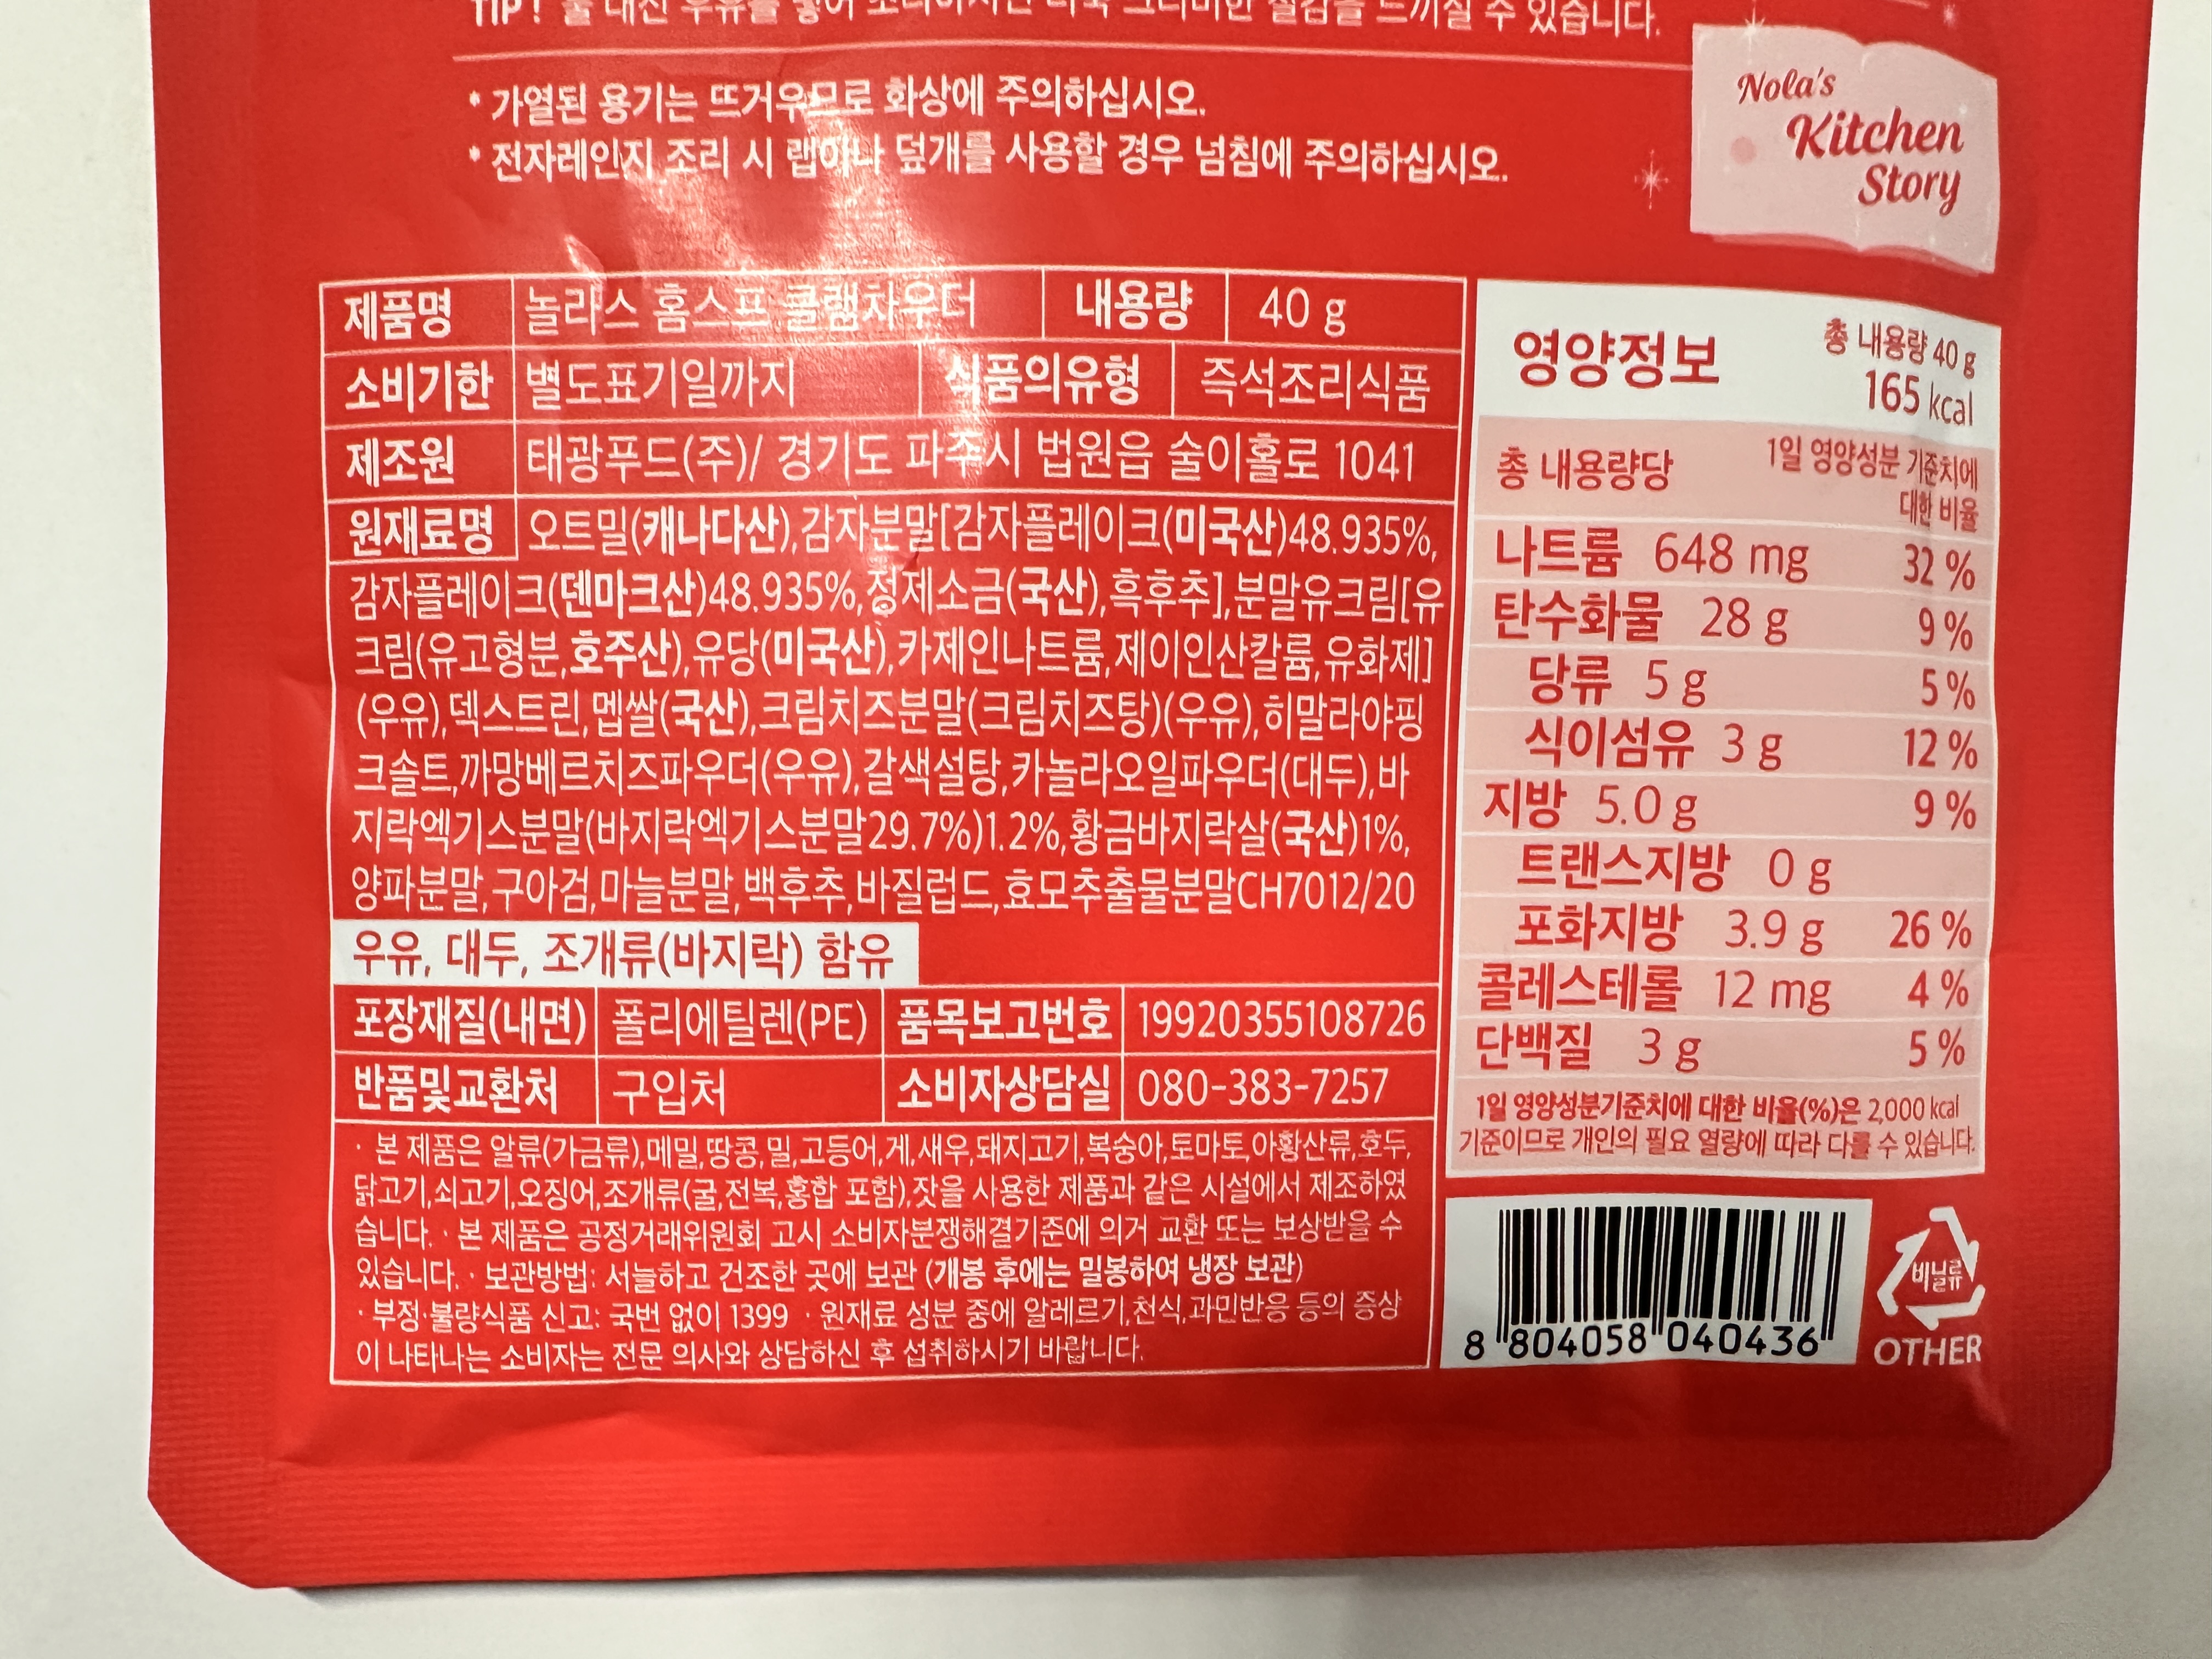 TIP! 물 대신 우유를 넣어 조리하시면 더욱 크리미한 질감을 느끼실 수 있습니다.
* 가열된 용기는 뜨거우므로 화상에 주의하십시오.
* 전자레인지 조리 시 랩이나 덮개를 사용할 경우 넘침에 주의하십시오.
Nola's
Kitchen
Story
제품명 놀라스 홈스프 클램차우더 내용량 40 g
소비기한 별도표기일까지 식품의유형 즉석조리식품
제조원 태광푸드(주)/ 경기도 파주시 법원읍 술이홀로 1041
원재료명 오트밀(캐나다산),감자분말[감자플레이크(미국산)48.935%,
감자플레이크(덴마크산)48.935%,정제소금(국산),흑후추],분말유크림[유
크림(유고형분,호주산),유당(미국산),카제인나트륨,제이인산칼륨,유화제]
(우유),덱스트린,멥쌀(국산),크림치즈분말(크림치즈탕)(우유),히말라야핑
크솔트,까망베르치즈파우더(우유),갈색설탕,카놀라오일파우더(대두),바
지락엑기스분말(바지락엑기스분말29.7%)1.2%,황금바지락살(국산)1%,
양파분말,구아검,마늘분말,백후추,바질럽드,효모추출물분말CH7012/20
우유, 대두, 조개류(바지락) 함유
포장재질(내면) 폴리에틸렌(PE) 품목보고번호 19920355108726
반품및교환처 구입처 소비자상담실 080-383-7257
· 본 제품은 알류(가금류),메밀,땅콩,밀,고등어,게,새우,돼지고기,복숭아,토마토,아황산류,호두,
닭고기,쇠고기,오징어,조개류(굴,전복,홍합 포함),잣을 사용한 제품과 같은 시설에서 제조하였
습니다. · 본 제품은 공정거래위원회 고시 소비자분쟁해결기준에 의거 교환 또는 보상받을 수
있습니다. · 보관방법: 서늘하고 건조한 곳에 보관 (개봉 후에는 밀봉하여 냉장 보관)
· 부정·불량식품 신고: 국번 없이 1399 · 원재료 성분 중에 알레르기,천식,과민반응 등의 증상
이 나타나는 소비자는 전문 의사와 상담하신 후 섭취하시기 바랍니다.
영양정보 총 내용량 40 g
165 kcal
총 내용량당 1일 영양성분 기준치에
대한 비율
나트륨 648 mg 32 %
탄수화물 28 g 9 %
당류 5 g 5 %
식이섬유 3 g 12 %
지방 5.0 g 9 %
트랜스지방 0 g
포화지방 3.9 g 26 %
콜레스테롤 12 mg 4 %
단백질 3 g 5 %
1일 영양성분기준치에 대한 비율(%)은 2,000 kcal
기준이므로 개인의 필요 열량에 따라 다를 수 있습니다.
8 804058 040436
비닐류
OTHER